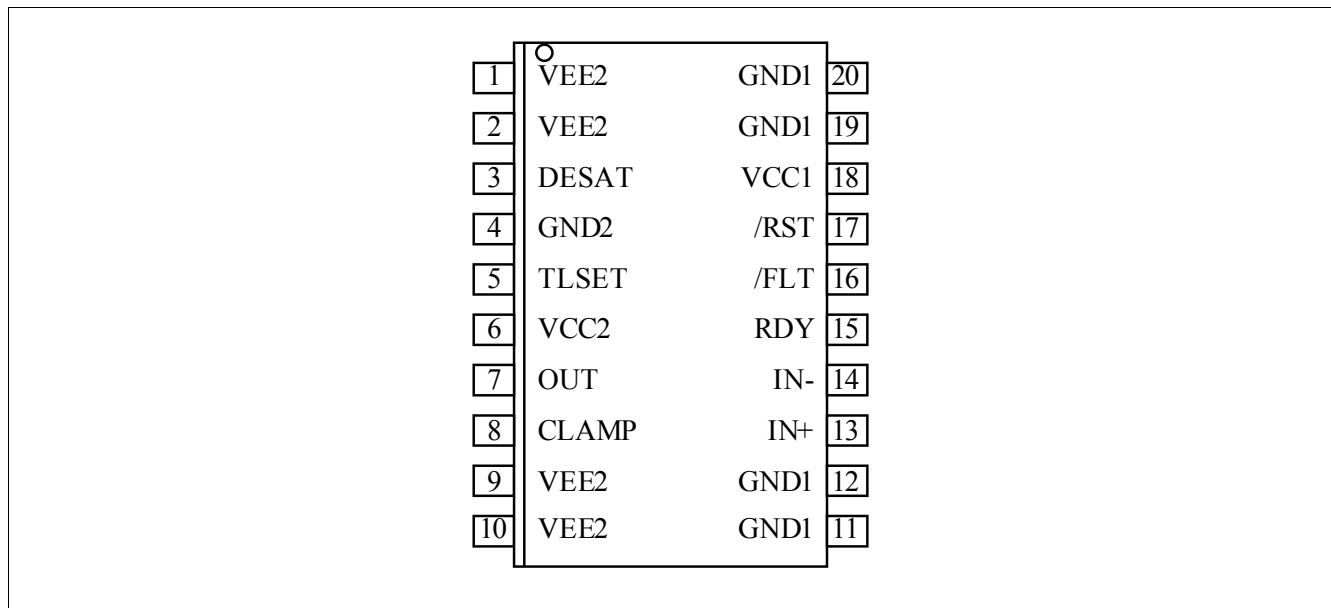 1 VEE2 GND1 20
2 VEE2 GND1 19
3 DESAT VCC1 18
4 GND2 /RST 17
5 TLSET /FLT 16
6 VCC2 RDY 15
7 OUT IN- 14
8 CLAMP IN+ 13
9 VEE2 GND1 12
10 VEE2 GND1 11